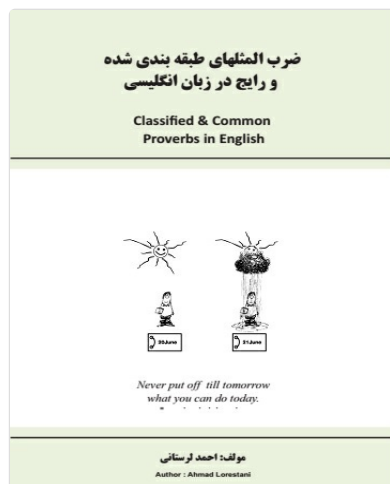 ضرب المثلهای طبقه بندی شده
و رایج در زبان انگلیسی
Classified & Common
Proverbs in English
20June
21June
Never put off till tomorrow
what you can do today.
مولف: احمد لرستانی
Author : Ahmad Lorestani